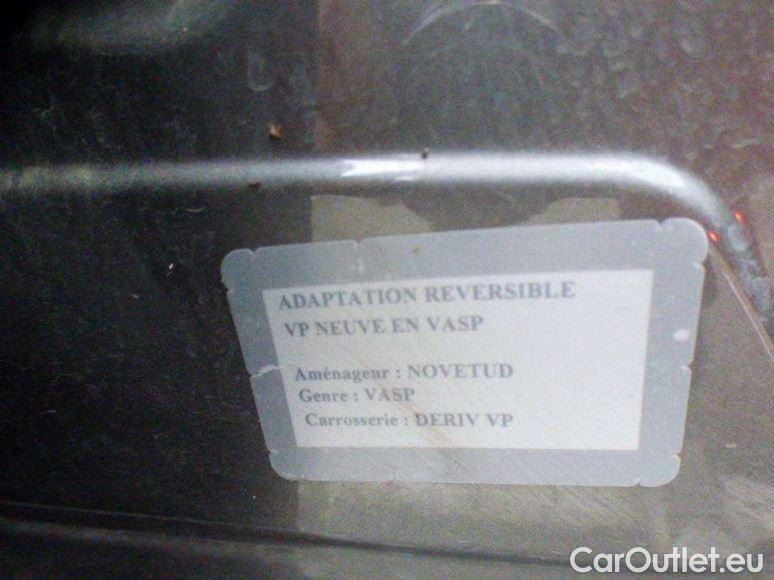 ADAPTATION REVERSIBLE
VP NEUVE EN VASP
Aménageur : NOVETUD
Genre : VASP
Carrosserie : DERIV VP
CarOutlet.eu